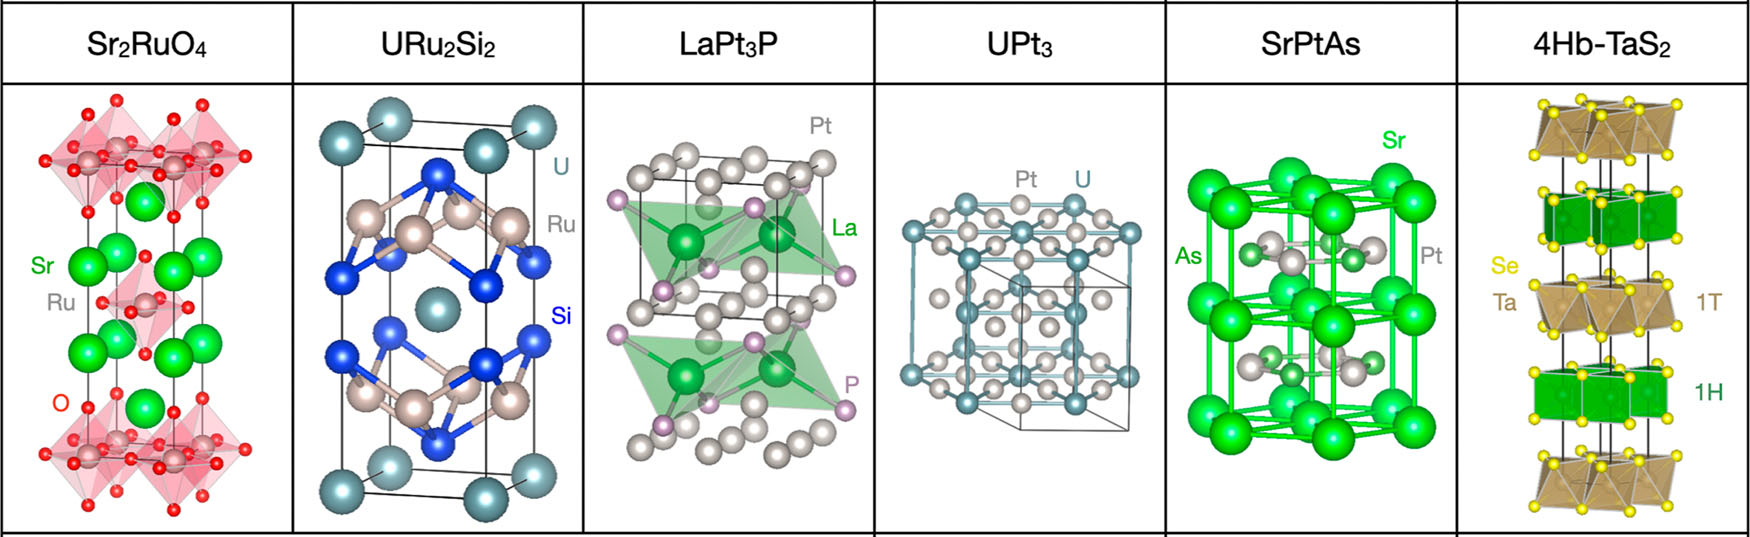 Sr₂RuO₄
URu₂Si₂
LaPt₃P
UPt₃
SrPtAs
4Hb-TaS₂
Sr
Ru
O
U
Ru
Si
Pt
La
P
Pt U
Sr
As
Pt
Se
Ta
1T
1H